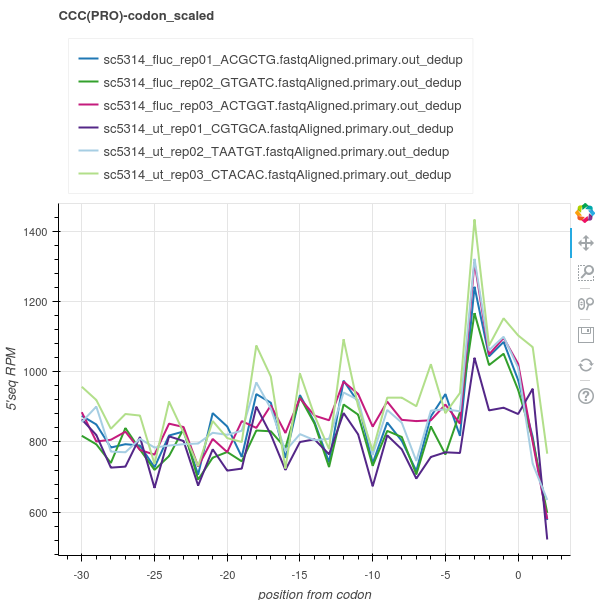 CCC(PRO)-codon_scaled
sc5314_fluc_rep01_ACGCTG.fastqAligned.primary.out_dedup
sc5314_fluc_rep02_GTGATC.fastqAligned.primary.out_dedup
sc5314_fluc_rep03_ACTGGT.fastqAligned.primary.out_dedup
sc5314_ut_rep01_CGTGCA.fastqAligned.primary.out_dedup
sc5314_ut_rep02_TAATGT.fastqAligned.primary.out_dedup
sc5314_ut_rep03_CTACAC.fastqAligned.primary.out_dedup
1400
1200
1000
800
600
5'seq RPM
-30 -25 -20 -15 -10 -5 0
position from codon